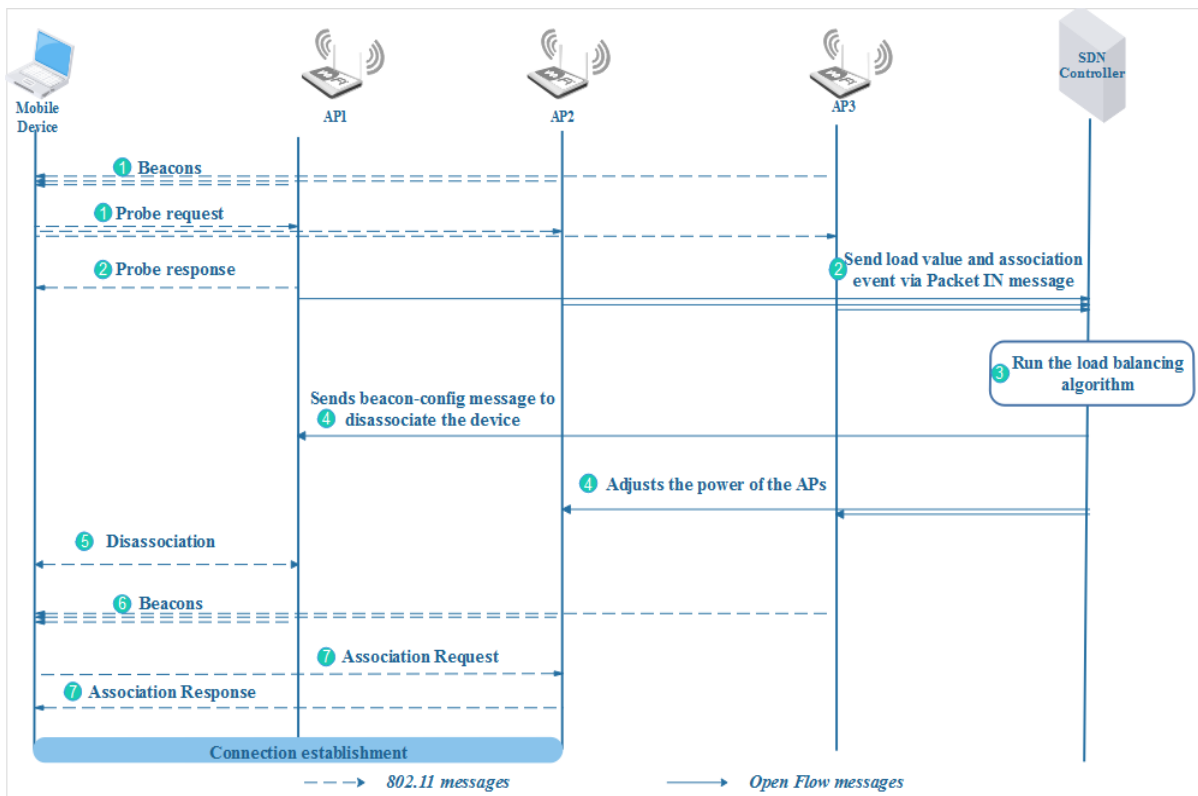 SDN
Controller
Mobile
Device
AP1
AP2
AP3
1 Beacons
1 Probe request
2 Probe response
2 Send load value and association
event via Packet IN message
3 Run the load balancing
algorithm
Sends beacon-config message to
4 disassociate the device
4 Adjusts the power of the APs
5 Disassociation
6 Beacons
7 Association Request
7 Association Response
Connection establishment
802.11 messages
Open Flow messages